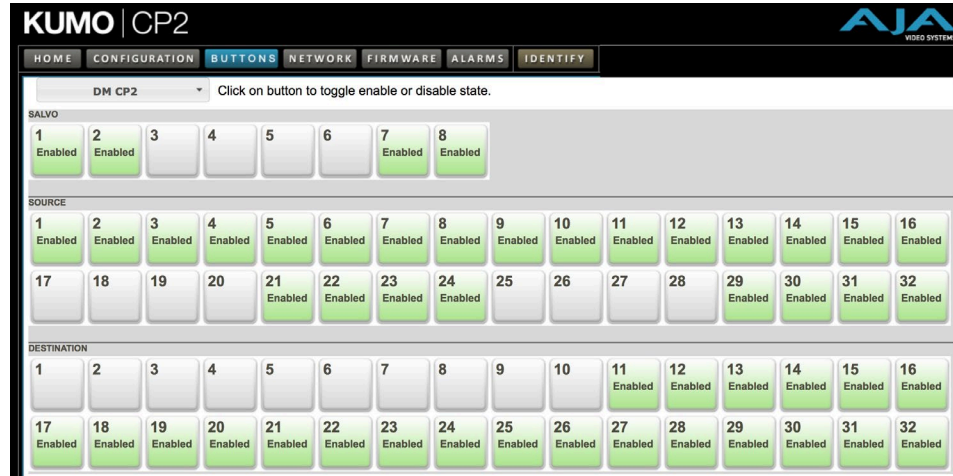 KUMO | CP2
AJA
VIDEO SYSTEM
HOME CONFIGURATION BUTTONS NETWORK FIRMWARE ALARMS IDENTIFY
DM CP2 Click on button to toggle enable or disable state.
SALVO
1 2 3 4 5 6 7 8
Enabled Enabled Enabled Enabled
SOURCE
1 2 3 4 5 6 7 8 9 10 11 12 13 14 15 16
Enabled Enabled Enabled Enabled Enabled Enabled Enabled Enabled Enabled Enabled Enabled Enabled Enabled Enabled Enabled Enabled
17 18 19 20 21 22 23 24 25 26 27 28 29 30 31 32
Enabled Enabled Enabled Enabled Enabled Enabled Enabled Enabled
DESTINATION
1 2 3 4 5 6 7 8 9 10 11 12 13 14 15 16
Enabled Enabled Enabled Enabled Enabled Enabled
17 18 19 20 21 22 23 24 25 26 27 28 29 30 31 32
Enabled Enabled Enabled Enabled Enabled Enabled Enabled Enabled Enabled Enabled Enabled Enabled Enabled Enabled Enabled Enabled